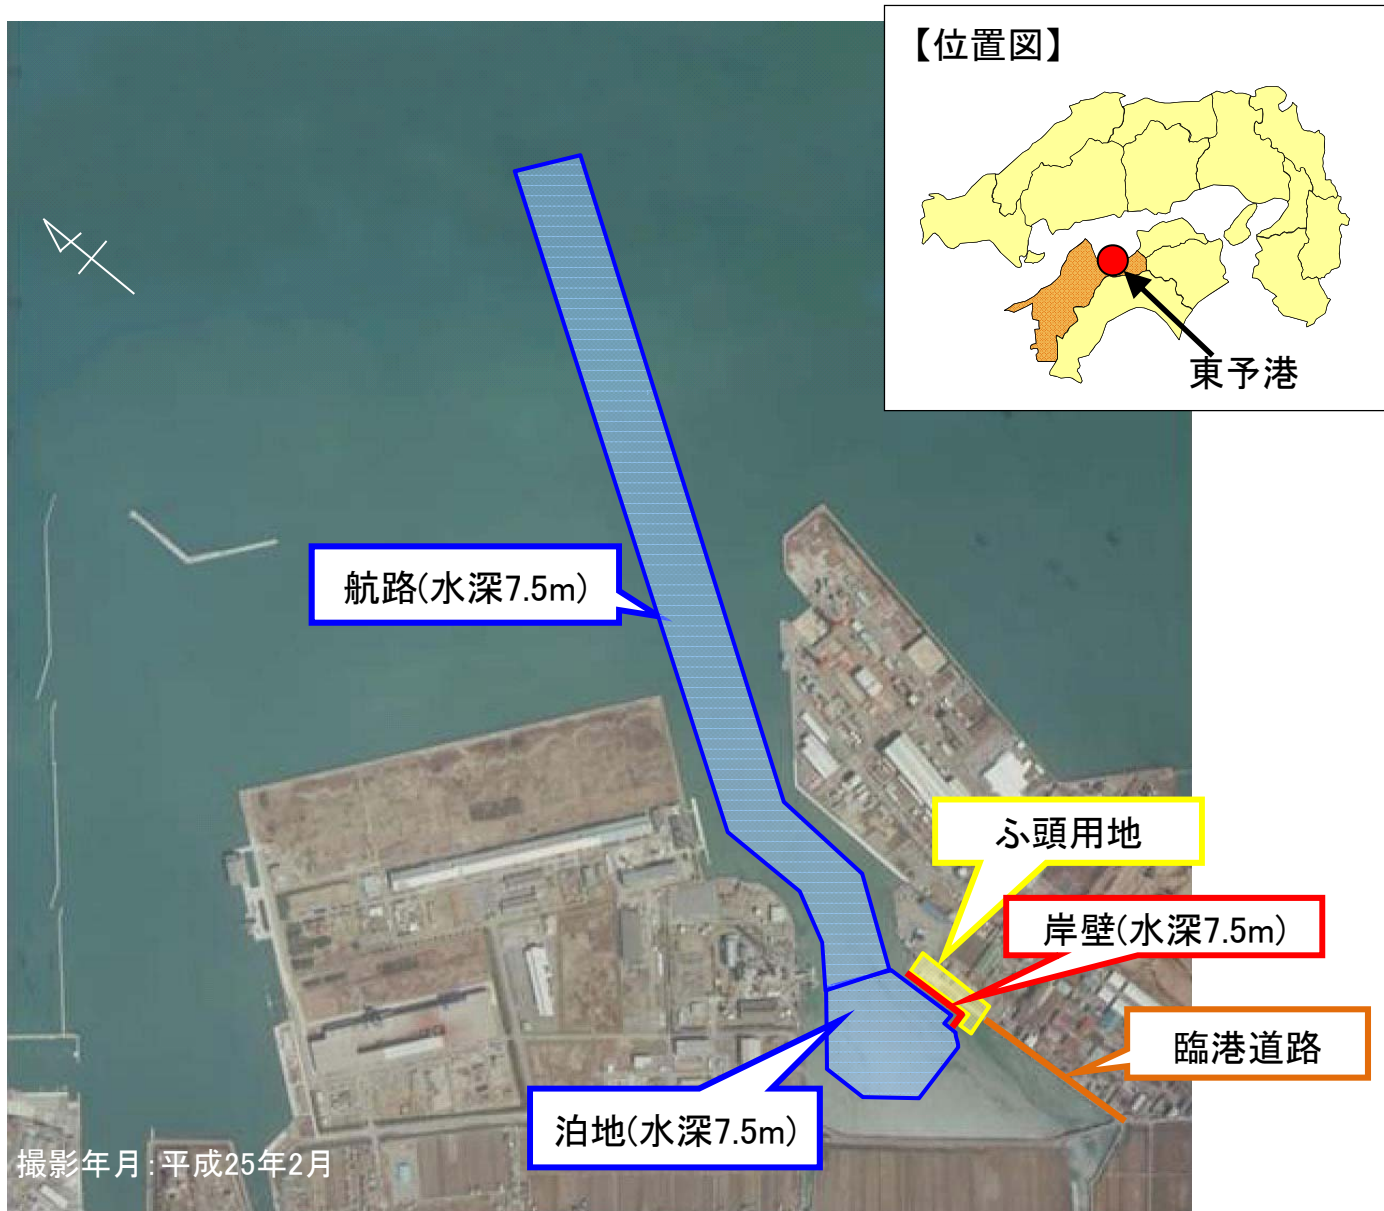 【位置図】
東予港
航路(水深7.5m)
ふ頭用地
岸壁(水深7.5m)
臨港道路
泊地(水深7.5m)
撮影年月:平成25年2月